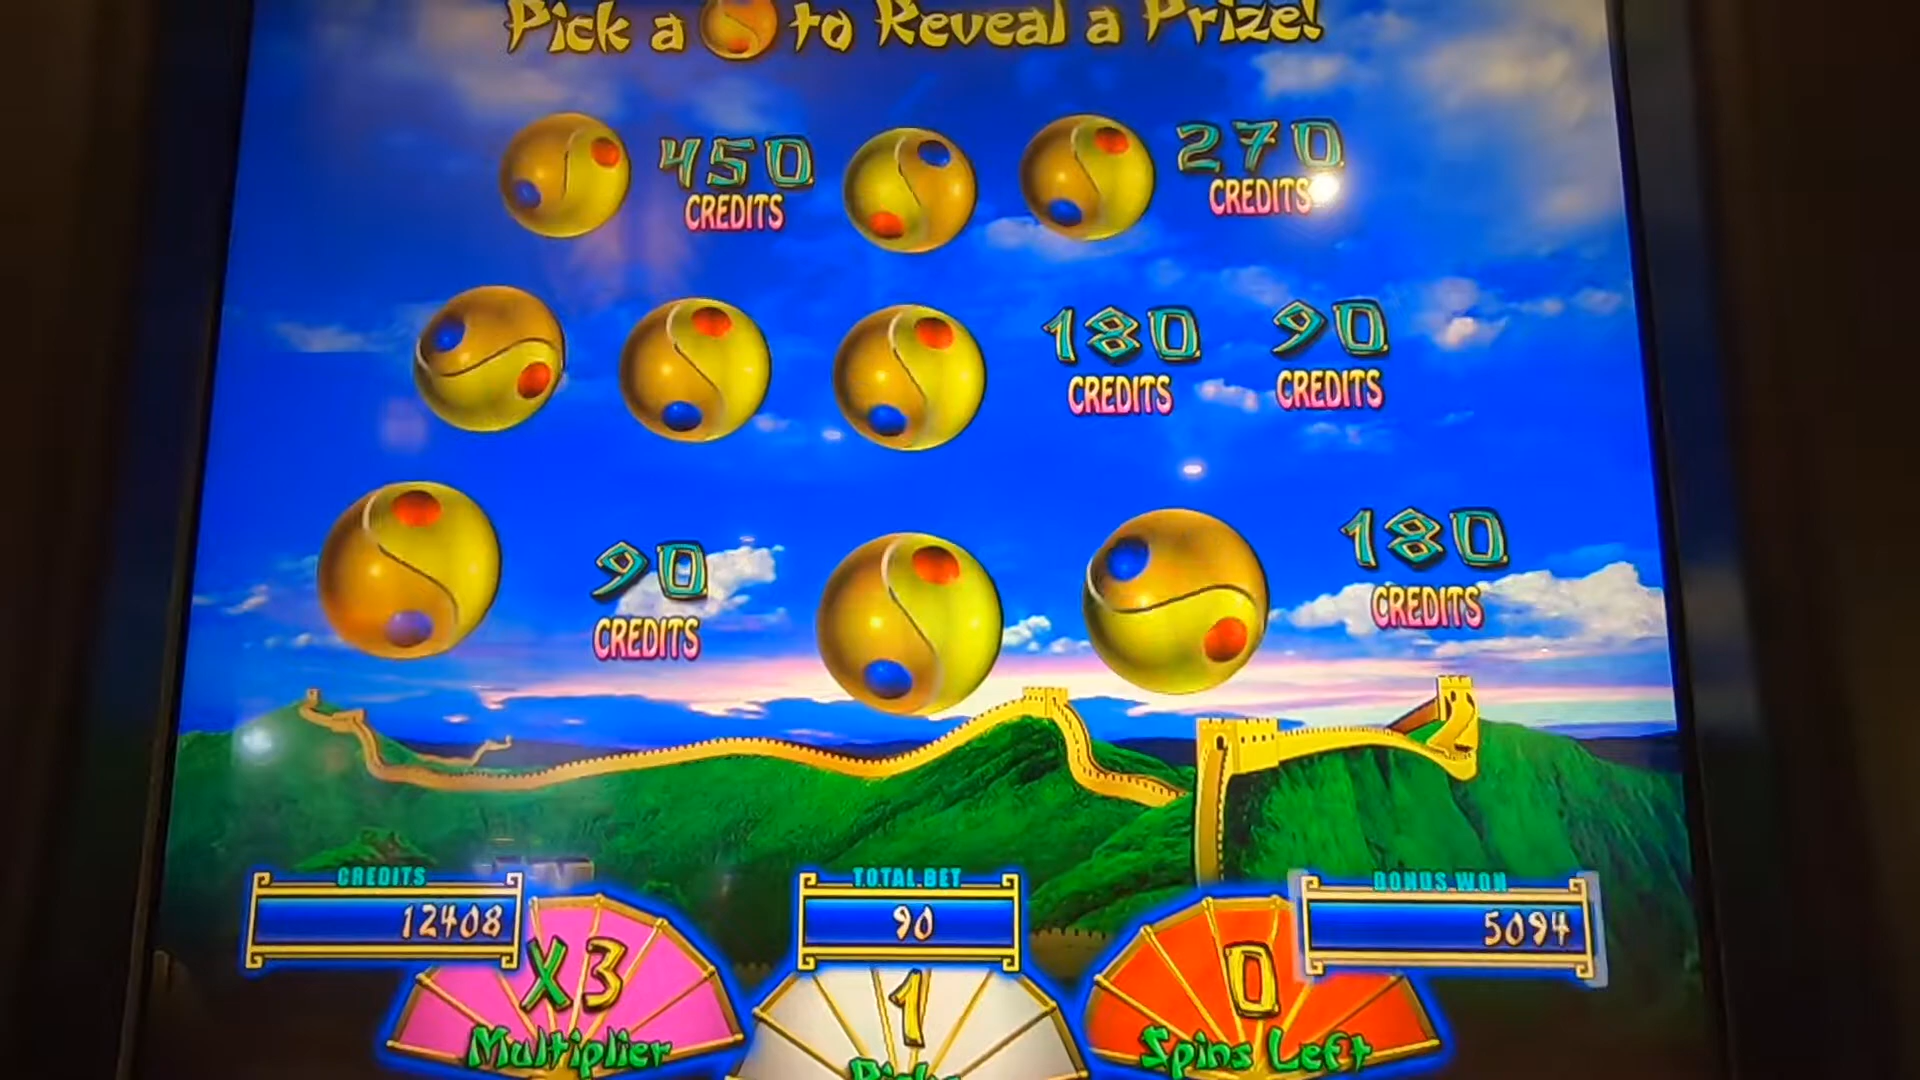 Pick a to Reveal a Prize!
450
CREDITS
270
CREDITS
180
CREDITS
90
CREDITS
90
CREDITS
180
CREDITS
CREDITS
12408
TOTAL BET
90
BONUS WON
5094
X3
Multiplier
1
0
Spins Left